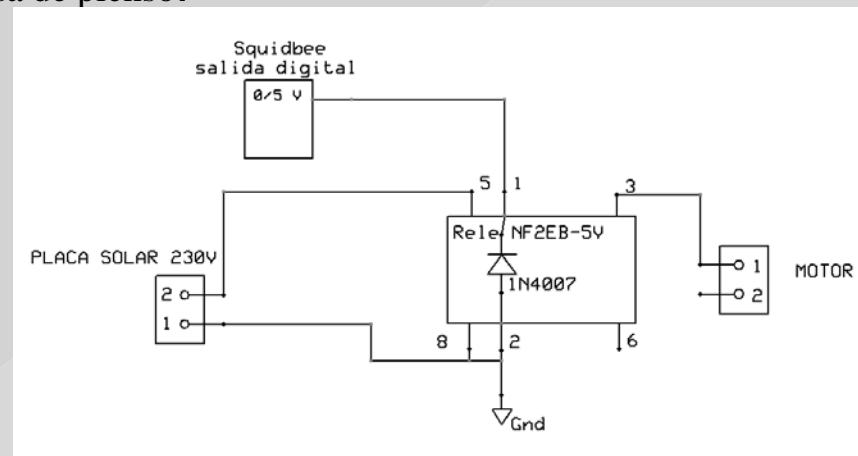 Squidbee
salida digital
0/5 V
5 1 3
Rele NF2EB-5V
PLACA SOLAR 230V
1N4007
1 MOTOR
2
2
1
8 2 6
Gnd